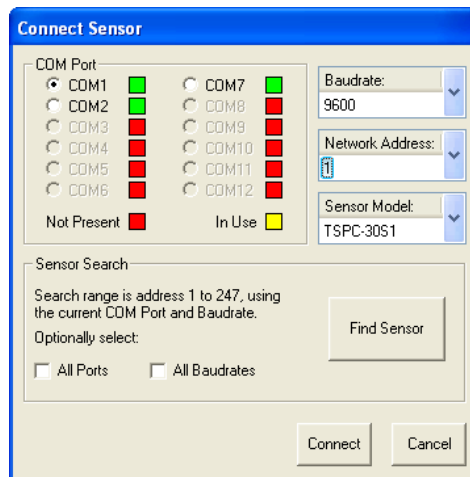 Connect Sensor
COM Port
COM1 COM7
COM2 COM8
COM3 COM9
COM4 COM10
COM5 COM11
COM6 COM12
Not Present In Use
Baudrate:
9600
Network Address:
1
Sensor Model:
TSPC-30S1
Sensor Search
Search range is address 1 to 247, using
the current COM Port and Baudrate.
Optionally select:
All Ports All Baudrates
Find Sensor
Connect Cancel